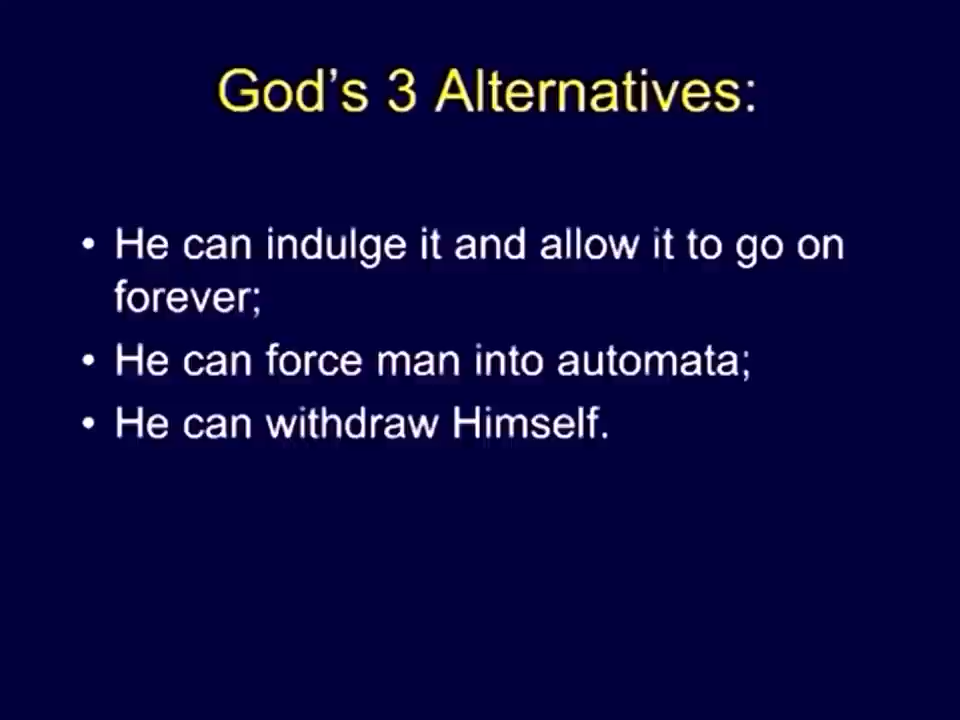 God's 3 Alternatives:
• He can indulge it and allow it to go on
forever;
• He can force man into automata;
• He can withdraw Himself.